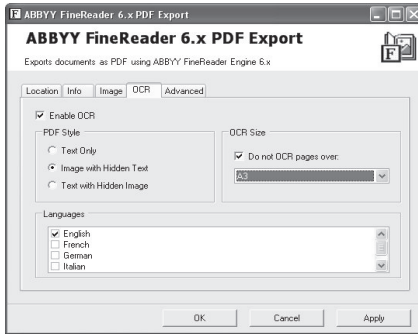 ABBYY FineReader 6.x PDF Export
ABBYY FineReader 6.x PDF Export
Exports documents as PDF using ABBYY FineReader Engine 6.x
Location Info Image OCR Advanced
Enable OCR
PDF Style
Text Only
Image with Hidden Text
Text with Hidden Image
OCR Size
Do not OCR pages over:
A3
Languages
English
French
German
Italian
OK Cancel Apply